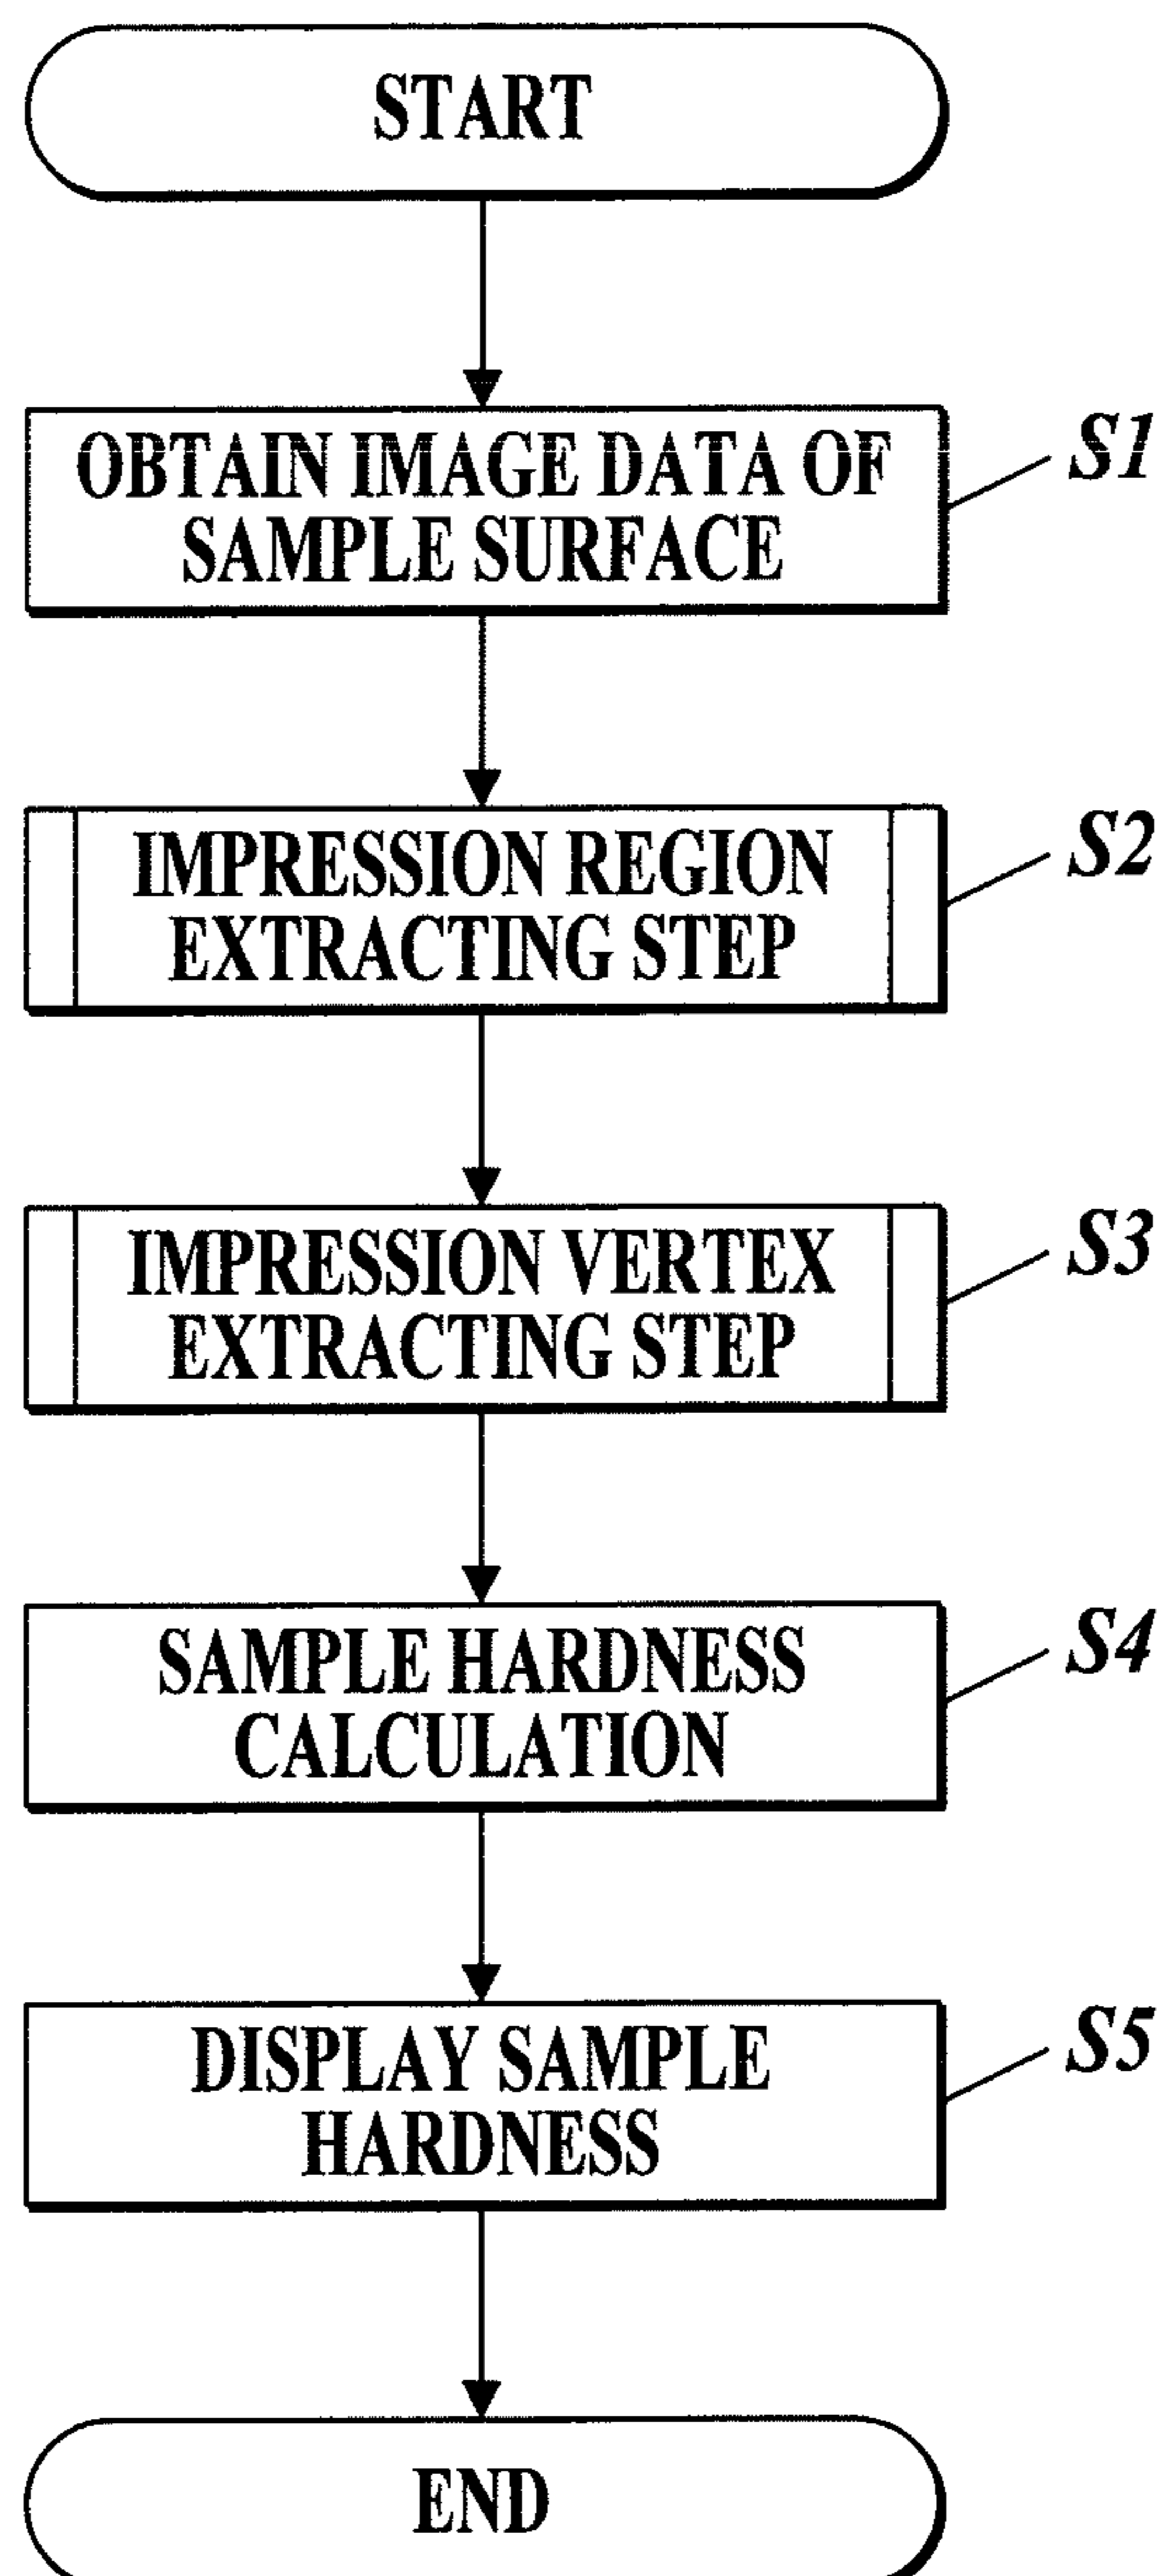 START
OBTAIN IMAGE DATA OF
SAMPLE SURFACE
S1
IMPRESSION REGION
EXTRACTING STEP
S2
IMPRESSION VERTEX
EXTRACTING STEP
S3
SAMPLE HARDNESS
CALCULATION
S4
DISPLAY SAMPLE
HARDNESS
S5
END